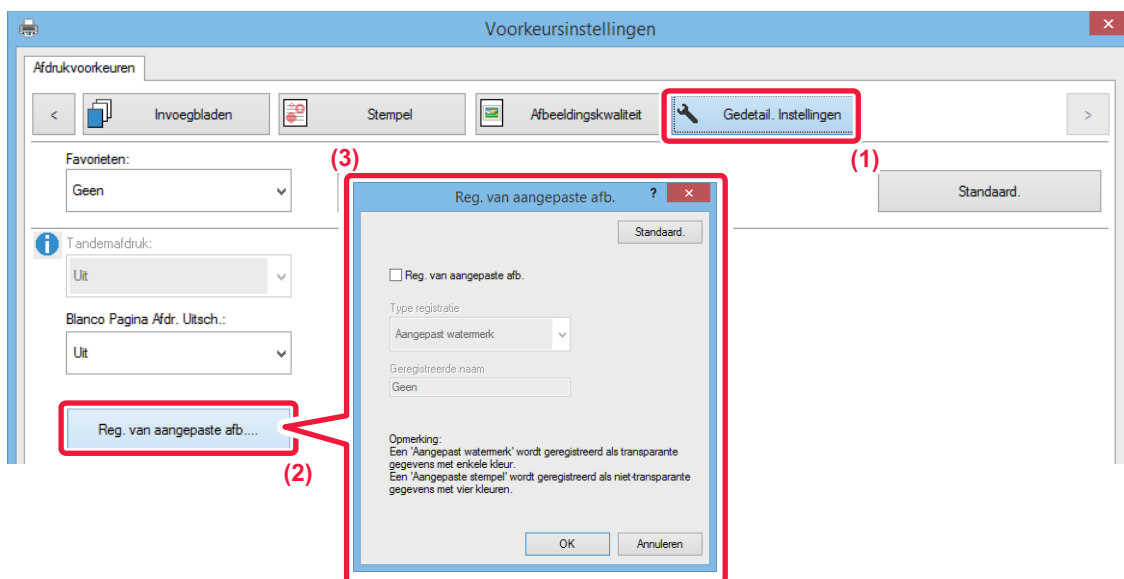 Voorkeursinstellingen
Afdrukvoorkeuren
< Invoegbladen Stempel Afbeeldingskwaliteit Gedetail. Instellingen >
(1)
Favorieten:
Geen
Standaard.
Tandemafdruk:
Uit
Blanco Pagina Afdr. Uitsch.:
Uit
Reg. van aangepaste afb....
(2)
(3)
Reg. van aangepaste afb. ?
Standaard.
Reg. van aangepaste afb.
Type registratie
Aangepast watermerk
Geregistreerde naam
Geen
Opmerking:
Een 'Aangepast watermerk' wordt geregistreerd als transparante
gegevens met enkele kleur.
Een 'Aangepaste stempel' wordt geregistreerd als niet-transparante
gegevens met vier kleuren.
OK Annuleren